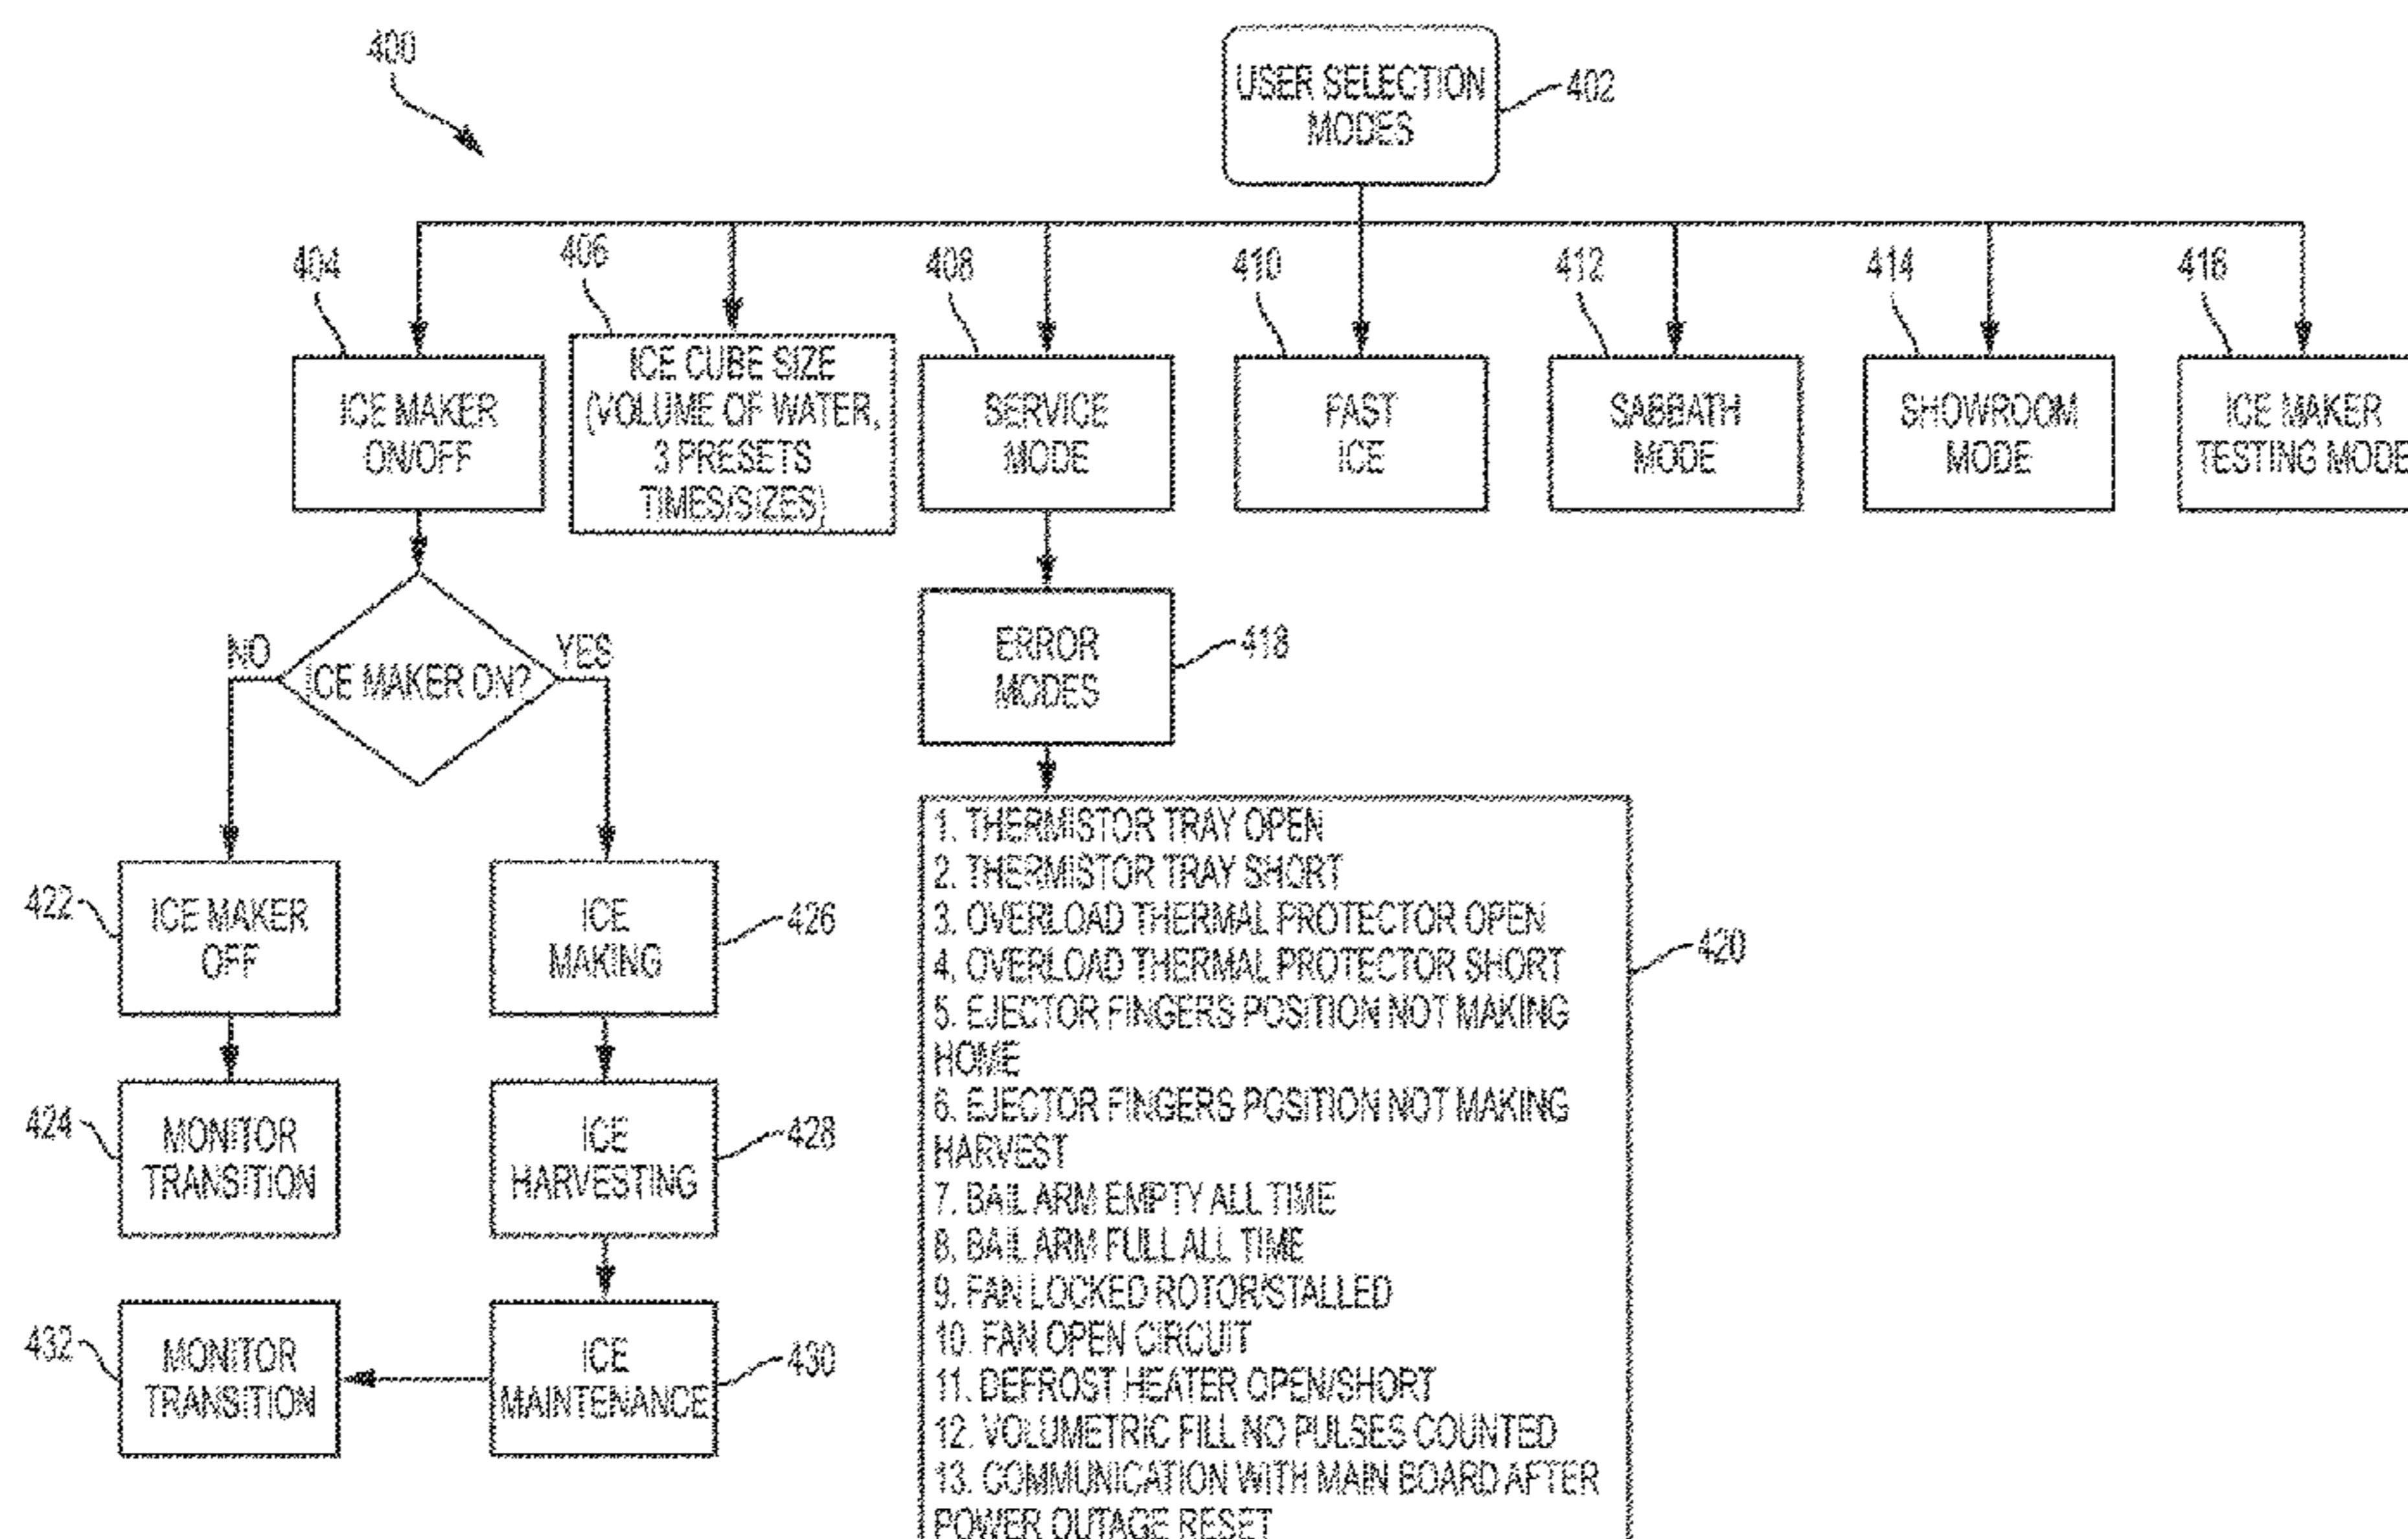 400
USER SELECTION
MODES
402
404
406
408
410
412
414
416
ICE MAKER
ON/OFF
ICE CUBE SIZE
(VOLUME OF WATER,
3 PRESETS
TIMES/SIZES)
SERVICE
MODE
FAST
ICE
SABBATH
MODE
SHOWROOM
MODE
ICE MAKER
TESTING MODE
NO
ICE MAKER ON?
YES
ERROR
MODES
418
422
ICE MAKER
OFF
ICE
MAKING
426
424
MONITOR
TRANSITION
ICE
HARVESTING
428
432
MONITOR
TRANSITION
ICE
MAINTENANCE
430
1. THERMISTOR TRAY OPEN
2. THERMISTOR TRAY SHORT
3. OVERLOAD THERMAL PROTECTOR OPEN
4. OVERLOAD THERMAL PROTECTOR SHORT
5. EJECTOR FINGERS POSITION NOT MAKING
HOME
6. EJECTOR FINGERS POSITION NOT MAKING
HARVEST
7. BAIL ARM EMPTY ALL TIME
8. BAIL ARM FULL ALL TIME
9. FAN LOCKED ROTOR/STALLED
10. FAN OPEN CIRCUIT
11. DEFROST HEATER OPEN/SHORT
12. VOLUMETRIC FILL NO PULSES COUNTED
13. COMMUNICATION WITH MAIN BOARD AFTER
POWER OUTAGE RESET
420